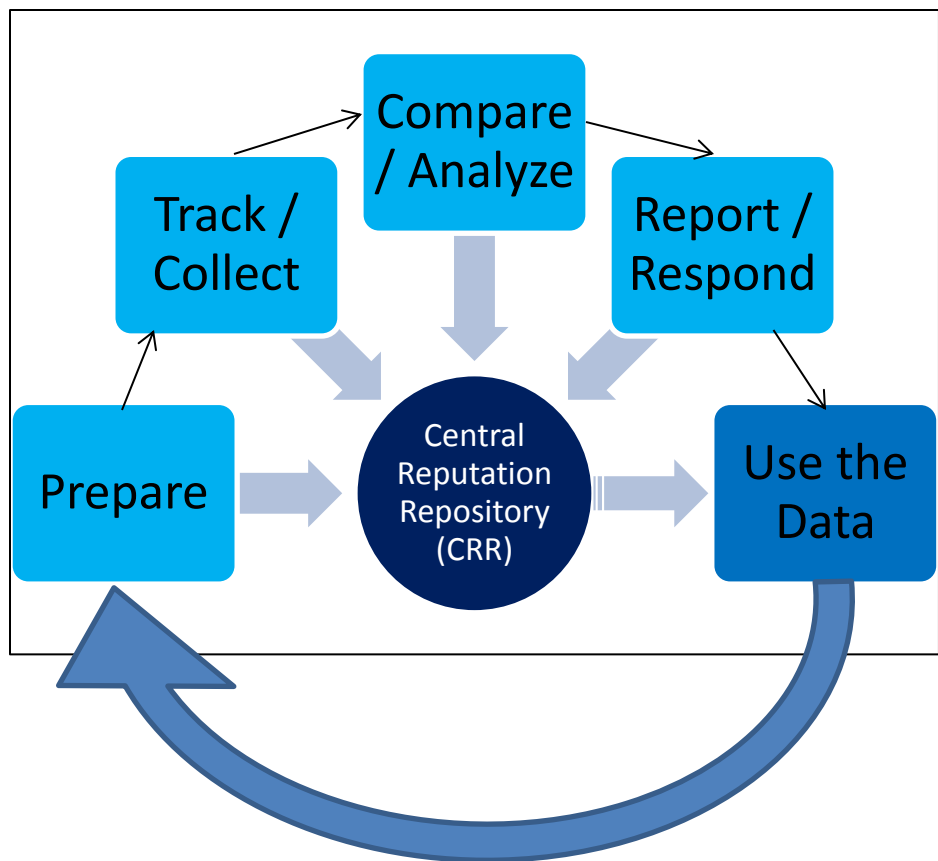 Compare
/ Analyze
Track /
Collect
Report /
Respond
Prepare
Central
Reputation
Repository
(CRR)
Use the
Data